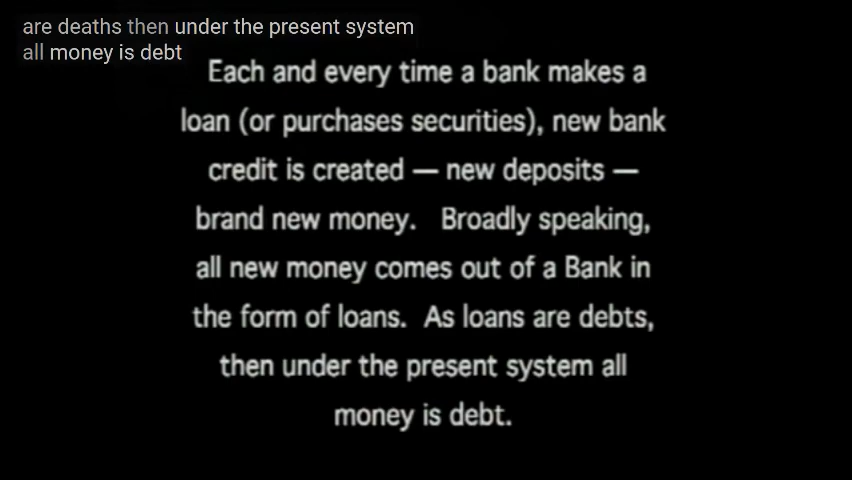 are deaths then under the present system
all money is debt
Each and every time a bank makes a
loan (or purchases securities), new bank
credit is created — new deposits —
brand new money. Broadly speaking,
all new money comes out of a Bank in
the form of loans. As loans are debts,
then under the present system all
money is debt.